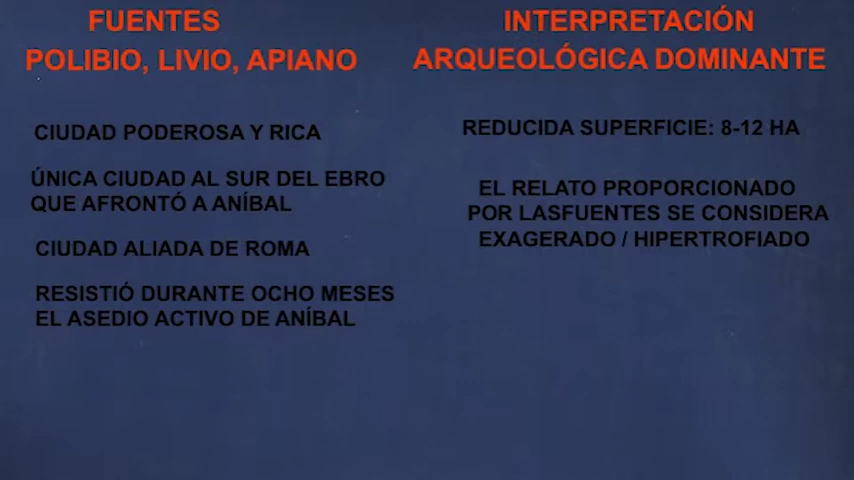 FUENTES
POLIBIO, LIVIO, APIANO
CIUDAD PODEROSA Y RICA
ÚNICA CIUDAD AL SUR DEL EBRO
QUE AFRONTÓ A ANÍBAL
CIUDAD ALIADA DE ROMA
RESISTIÓ DURANTE OCHO MESES
EL ASEDIO ACTIVO DE ANÍBAL
INTERPRETACIÓN
ARQUEOLÓGICA DOMINANTE
REDUCIDA SUPERFICIE: 8-12 HA
EL RELATO PROPORCIONADO
POR LASFUENTES SE CONSIDERA
EXAGERADO / HIPERTROFIADO